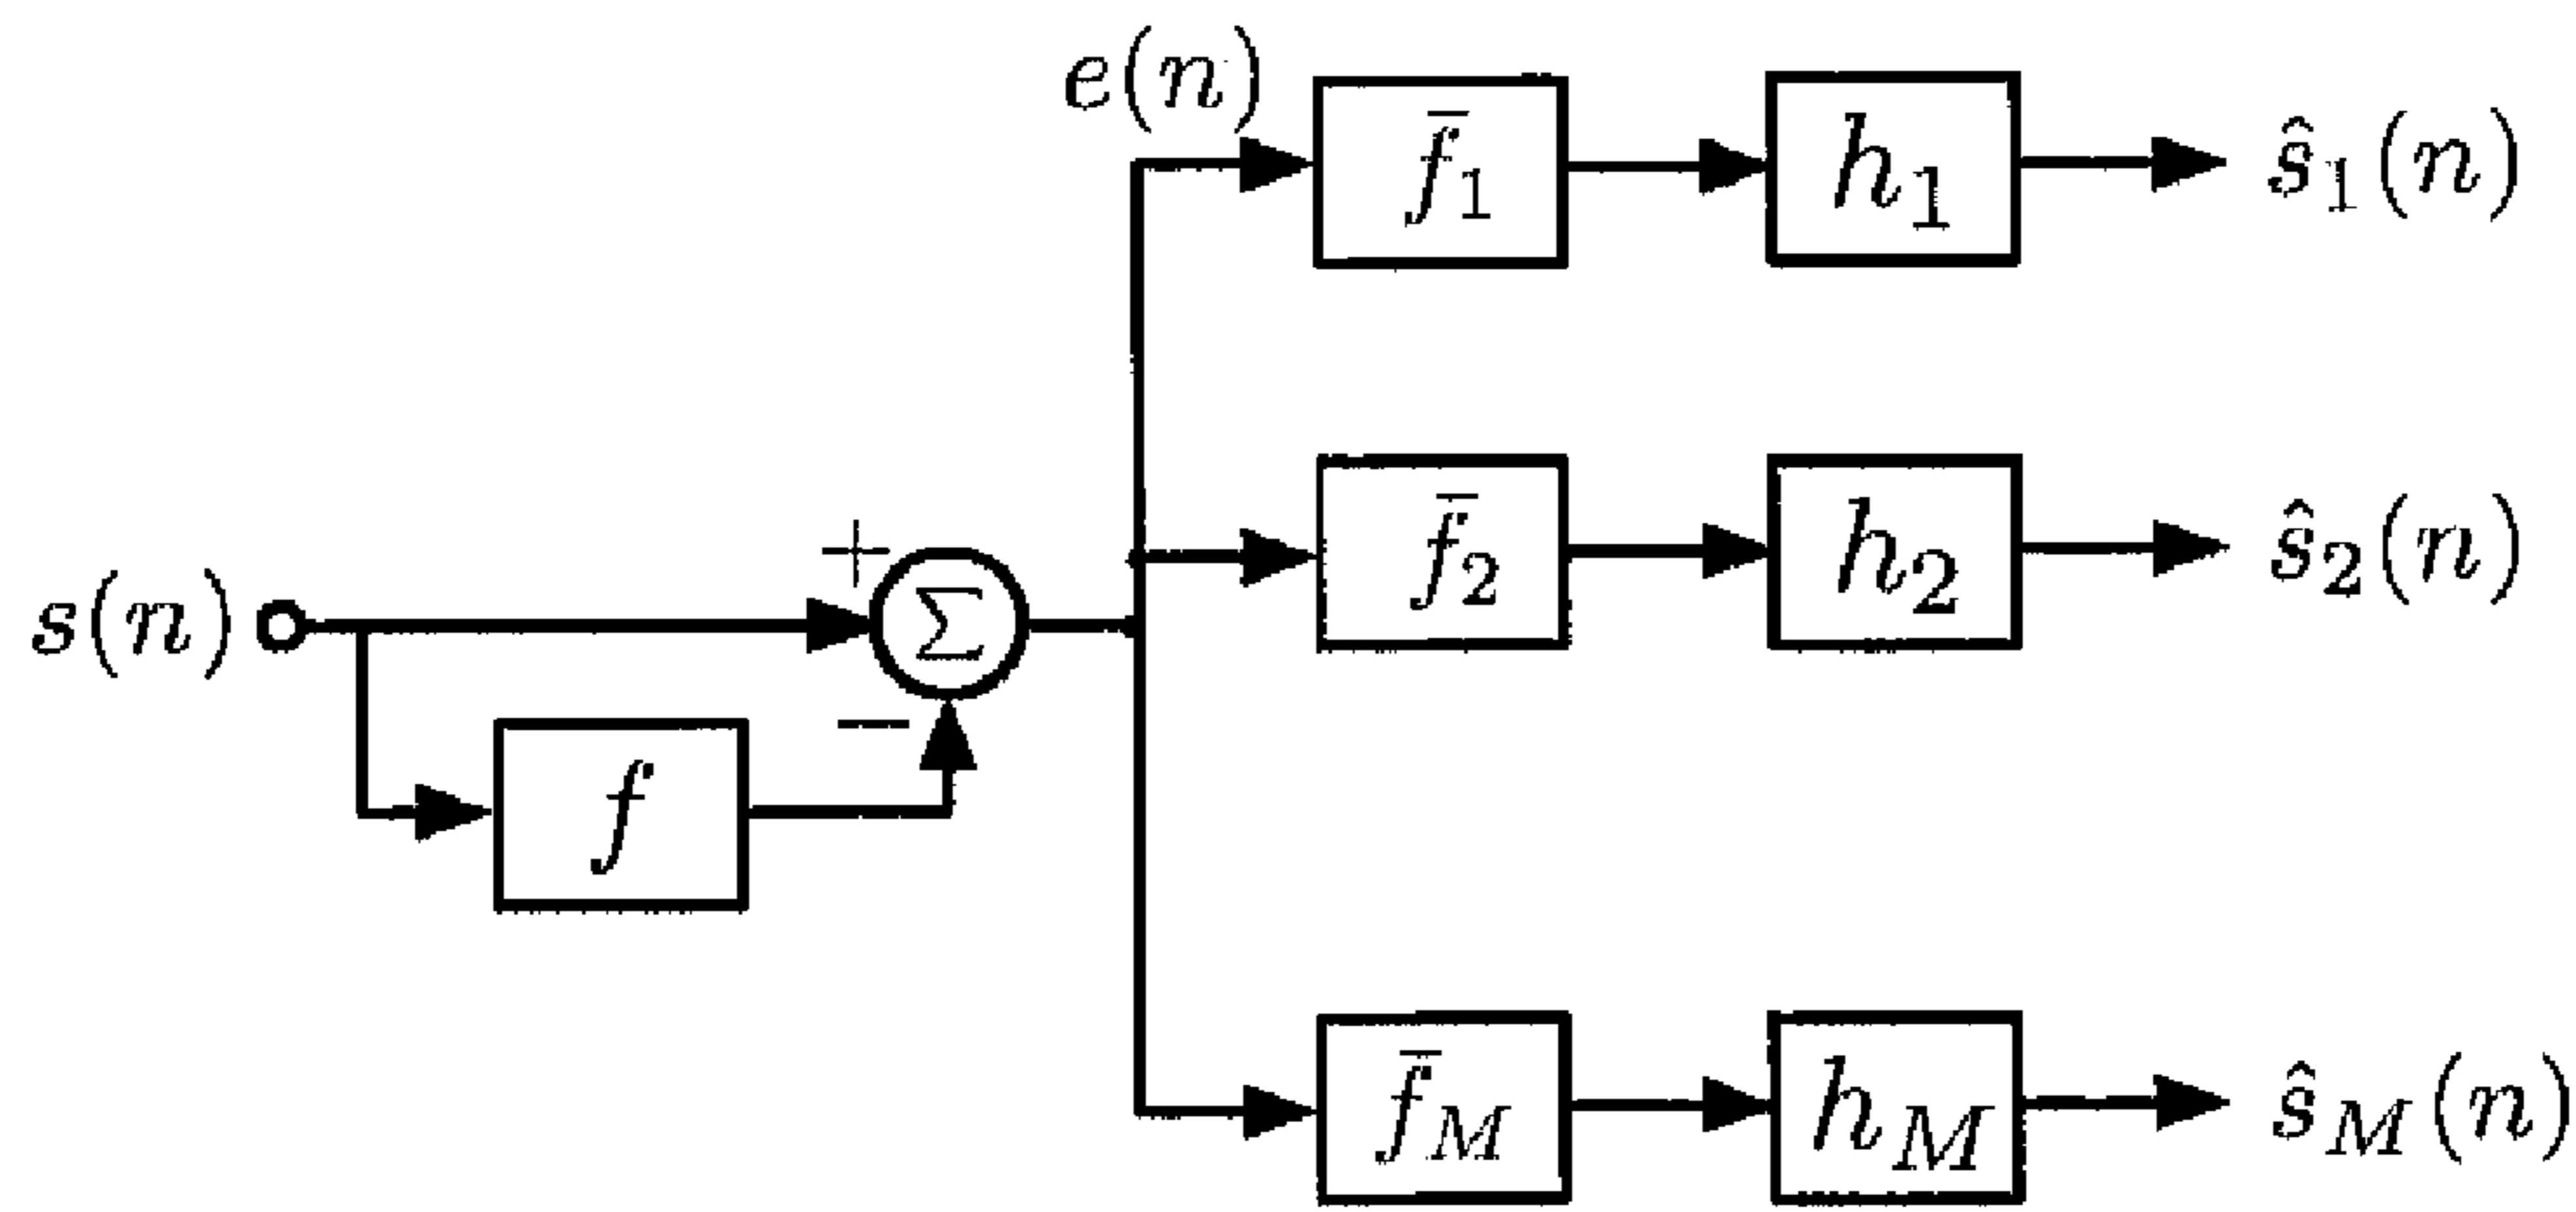 e(n)
f̄₁ h₁ ŝ₁(n)
f̄₂ h₂ ŝ₂(n)
+
s(n) Σ
−
f
f̄_M h_M ŝ_M(n)